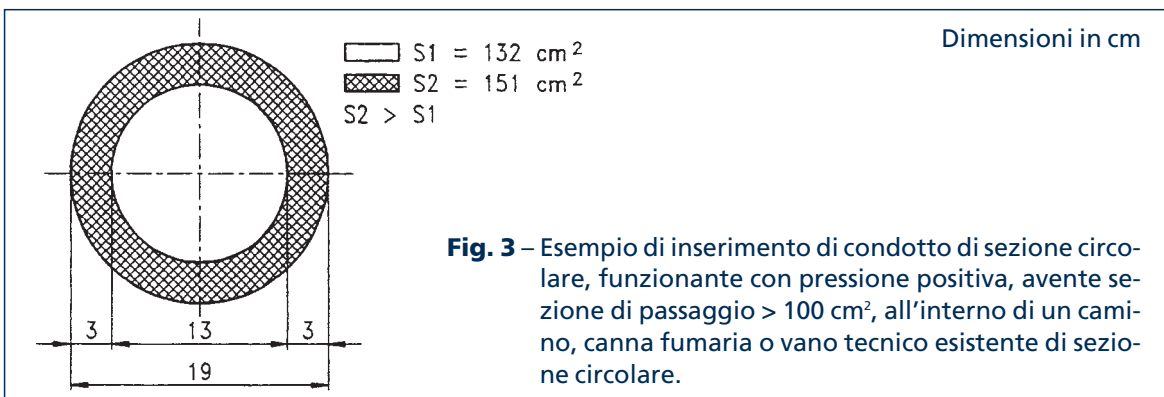 Dimensioni in cm
S1 = 132 cm²
S2 = 151 cm²
S2 > S1
3
13
3
19
Fig. 3 – Esempio di inserimento di condotto di sezione circo-
lare, funzionante con pressione positiva, avente se-
zione di passaggio > 100 cm², all'interno di un cami-
no, canna fumaria o vano tecnico esistente di sezio-
ne circolare.